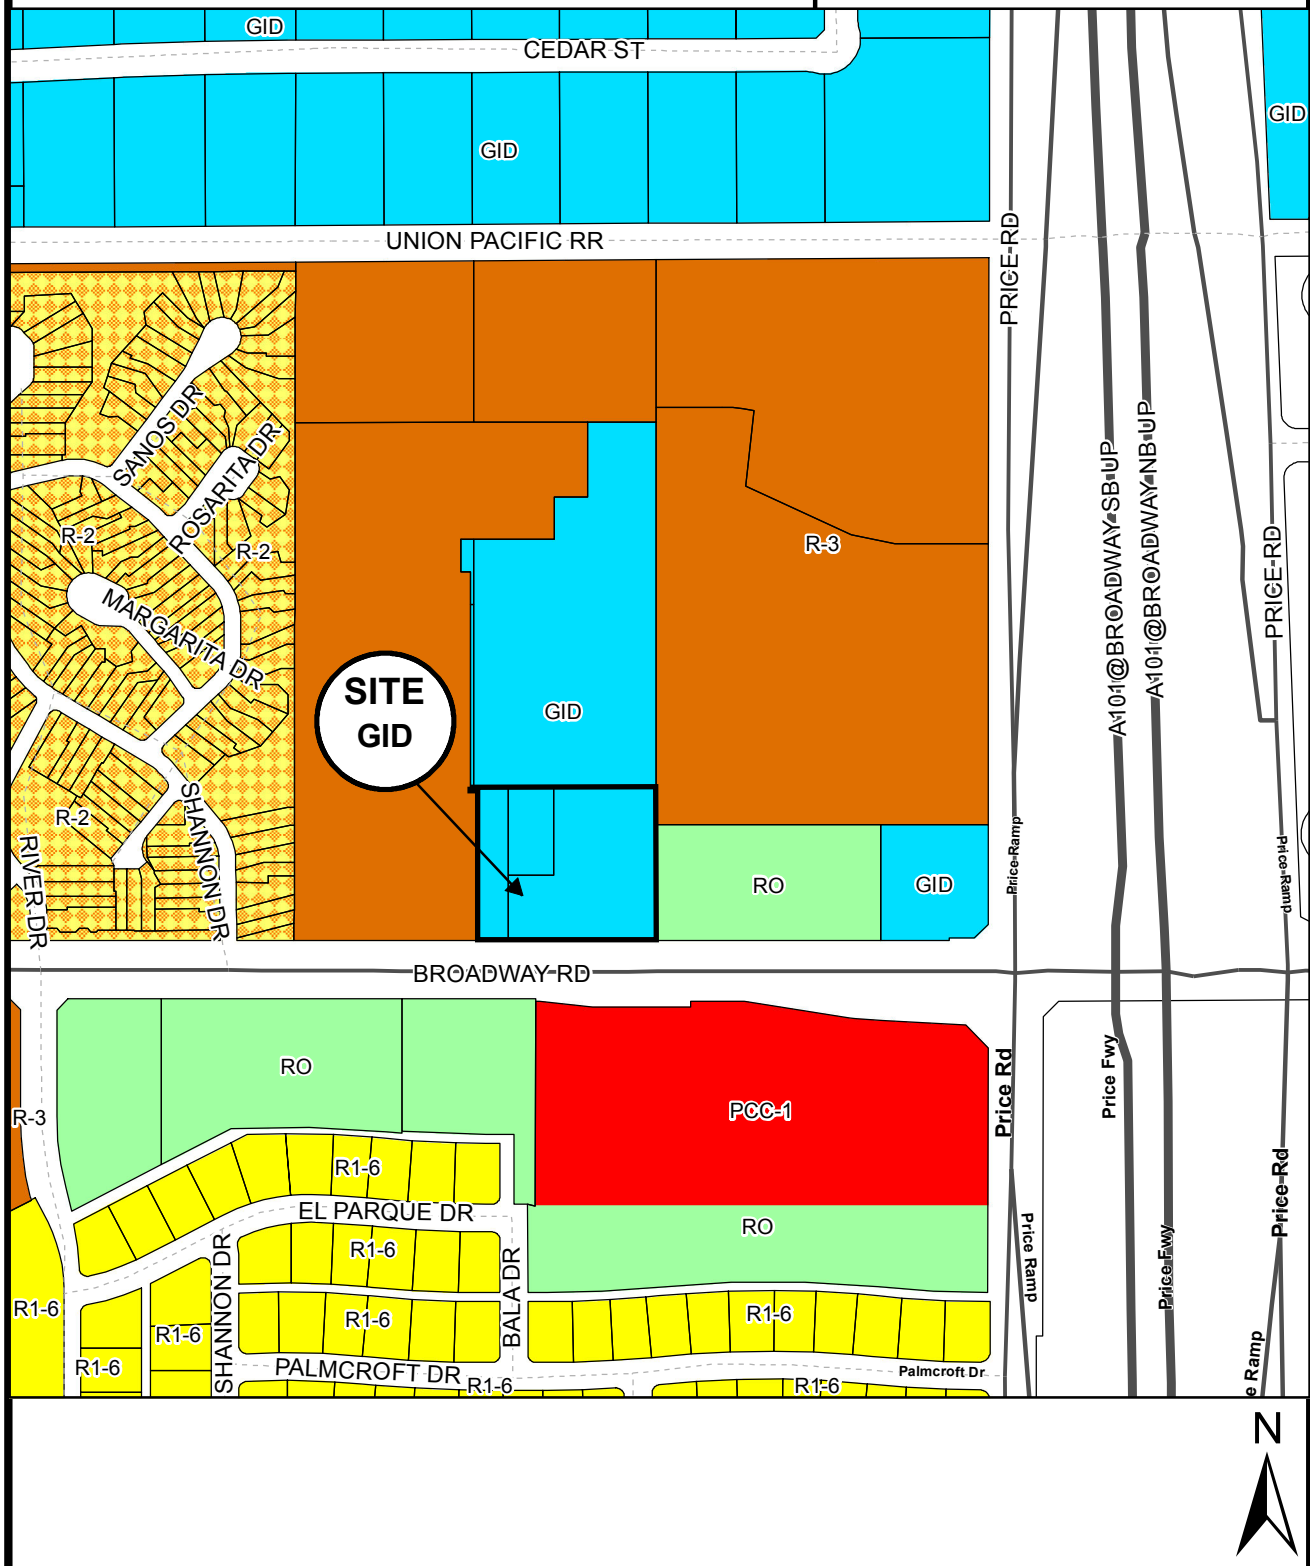 GID
CEDAR ST
GID
GID
UNION PACIFIC RR
PRICE RD
SANOS DR
ROSARITA DR
R-2
R-2
R-3
MARGARITA DR
A101@BROADWAY SB UP
A101@BROADWAY NB UP
PRICE RD
SITE
GID
GID
R-2
SHANNON DR
RIVER DR
RO
GID
Price Ramp
Price Ramp
BROADWAY RD
RO
PCC-1
R-3
Price Rd
Price Fwy
R1-6
EL PARQUE DR
RO
Price Rd
R1-6
SHANNON DR
BALA DR
Price Ramp
Price Fwy
R1-6
R1-6
R1-6
R1-6
R1-6
PALMCROFT DR
Palmcroft Dr
R1-6
R1-6
e Ramp
N